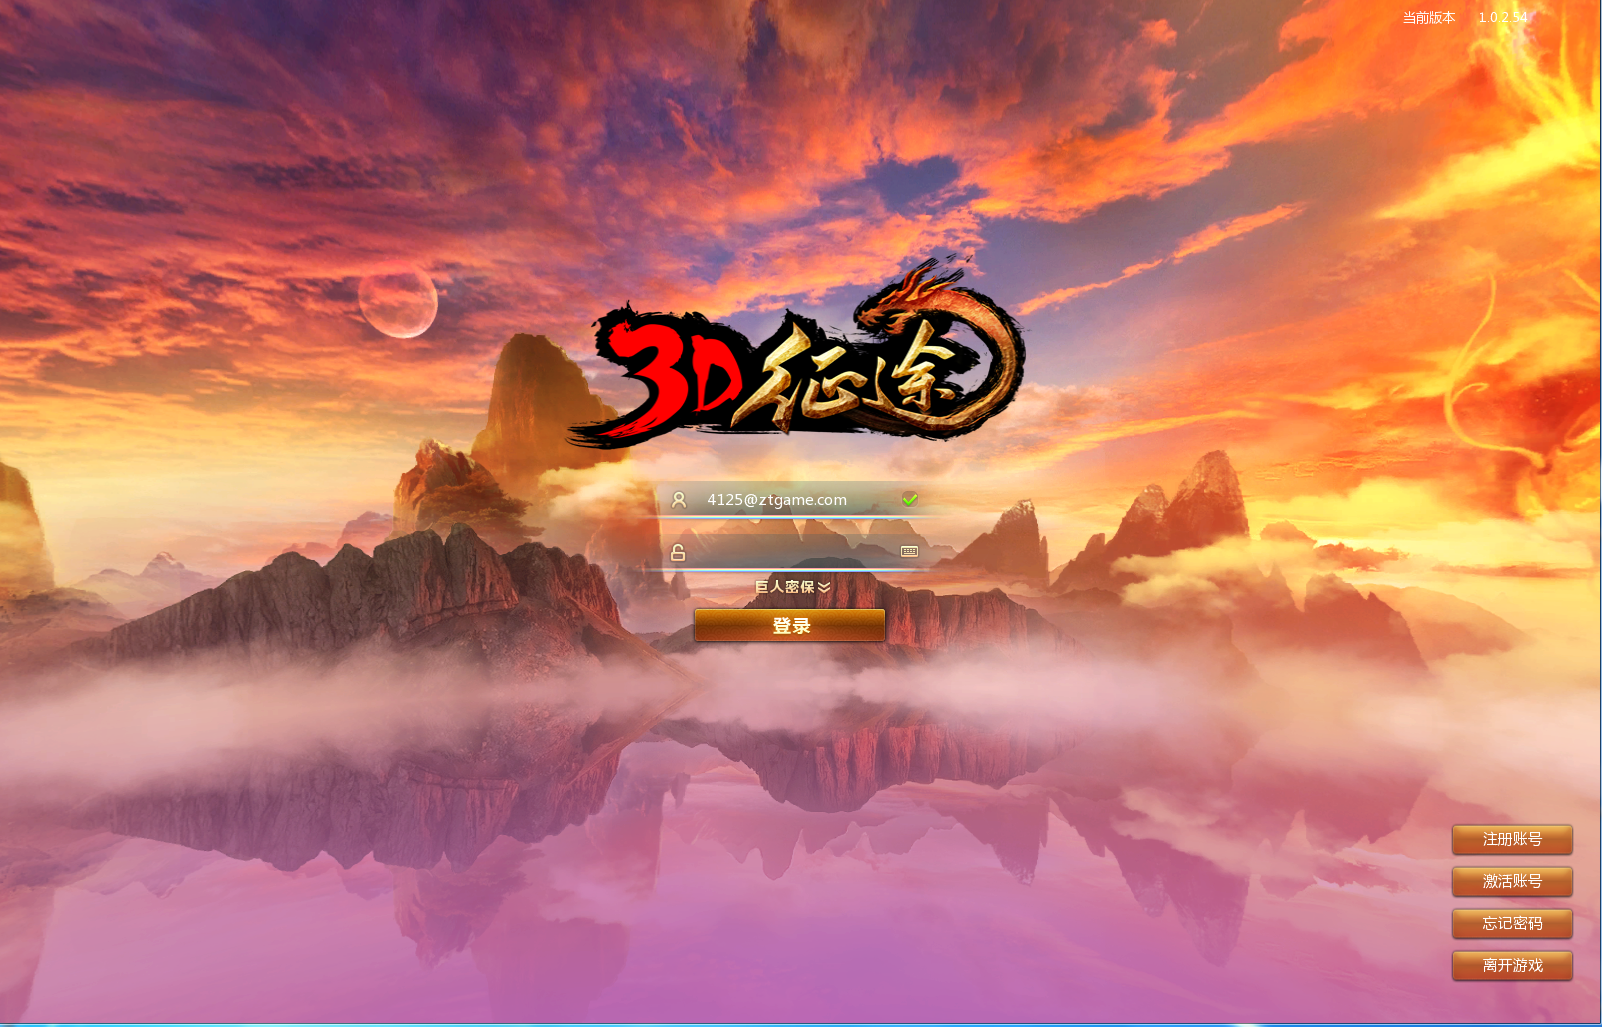 当前版本 1.0.2.54
3D征途
4125@ztgame.com
巨人密保
登录
注册账号
激活账号
忘记密码
离开游戏